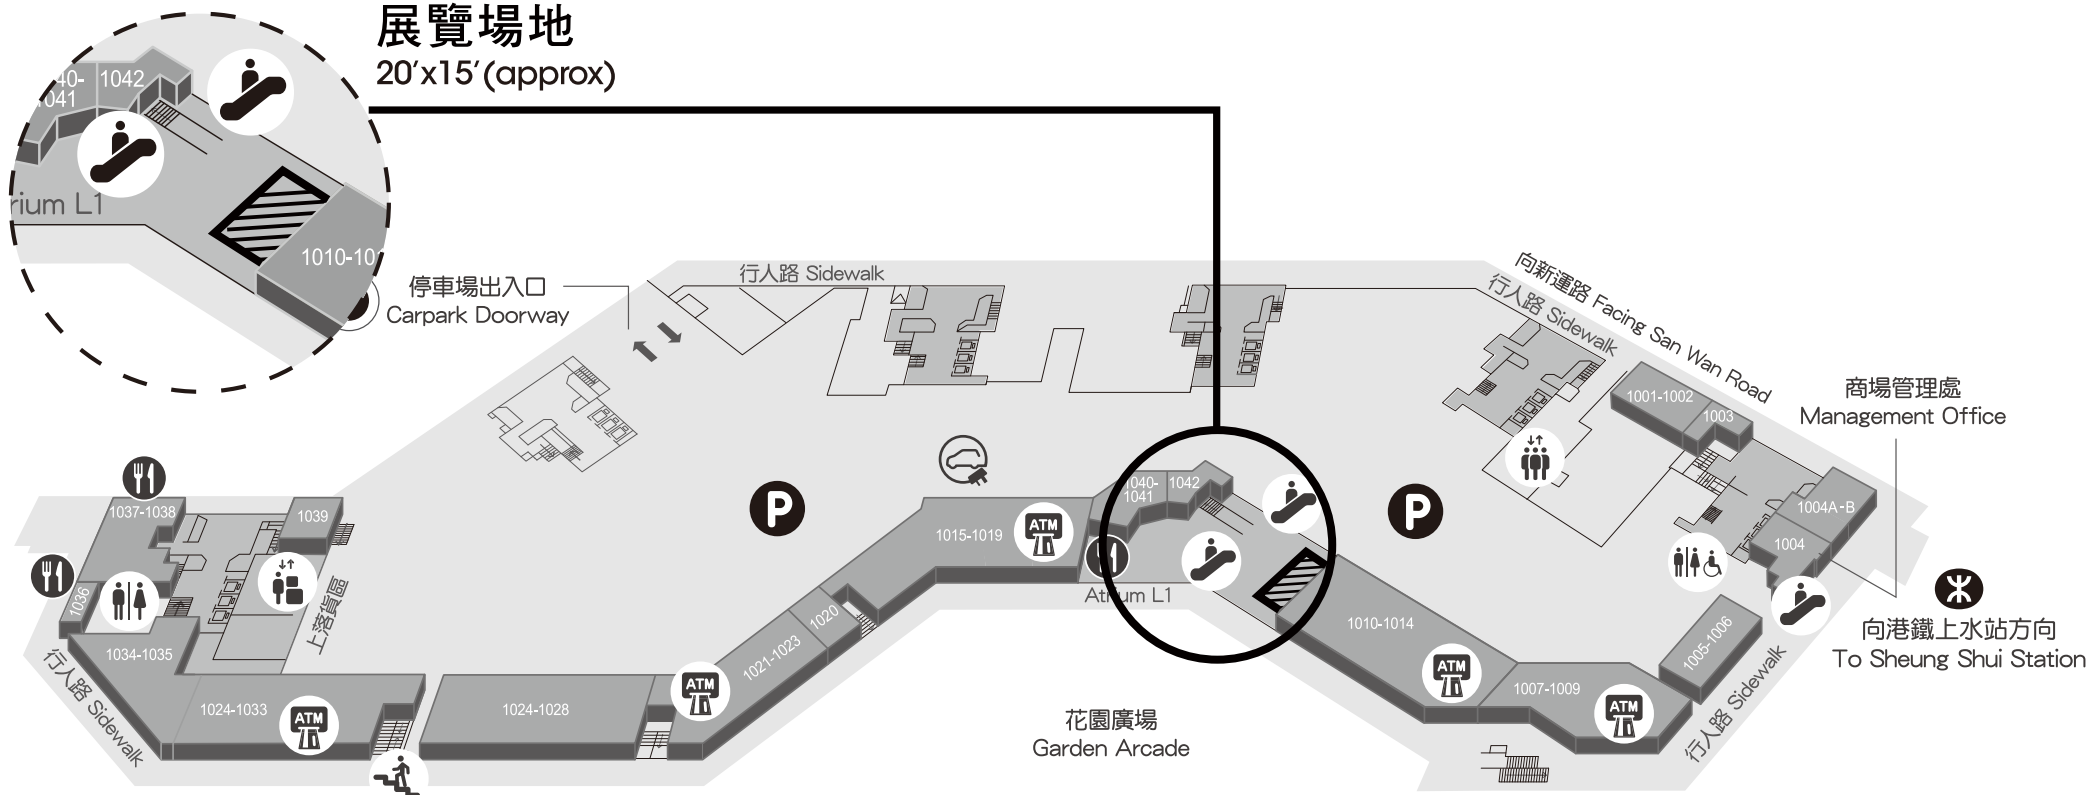 展覽場地
20'x15'(approx)
40-
041
1042
rium L1
1010-10
停車場出入口
Carpark Doorway
行人路 Sidewalk
向新運路 Facing San Wan Road
行人路 Sidewalk
商場管理處
Management Office
1001-1002
1003
1004A-B
1004
1005-1006
向港鐵上水站方向
To Sheung Shui Station
行人路 Sidewalk
P
P
1040-
1041
1042
1015-1019
ATM
Atrium L1
1010-1014
ATM
1007-1009
ATM
1020
1021-1023
ATM
1024-1028
1024-1033
ATM
1034-1035
1036
1037-1038
1039
上落貨區
行人路 Sidewalk
花園廣場
Garden Arcade